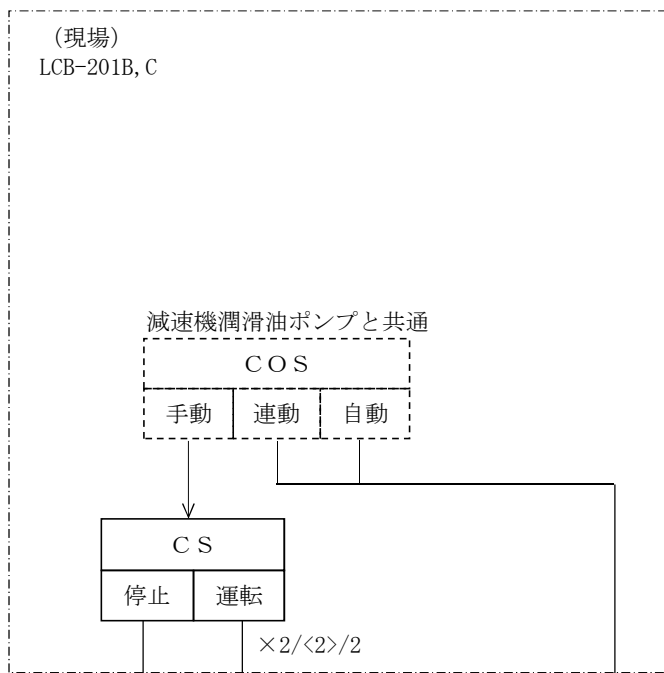 （現場）
LCB-201B,C
減速機潤滑油ポンプと共通
ＣＯＳ
手動 連動 自動
ＣＳ
停止 運転
×2/<2>/2